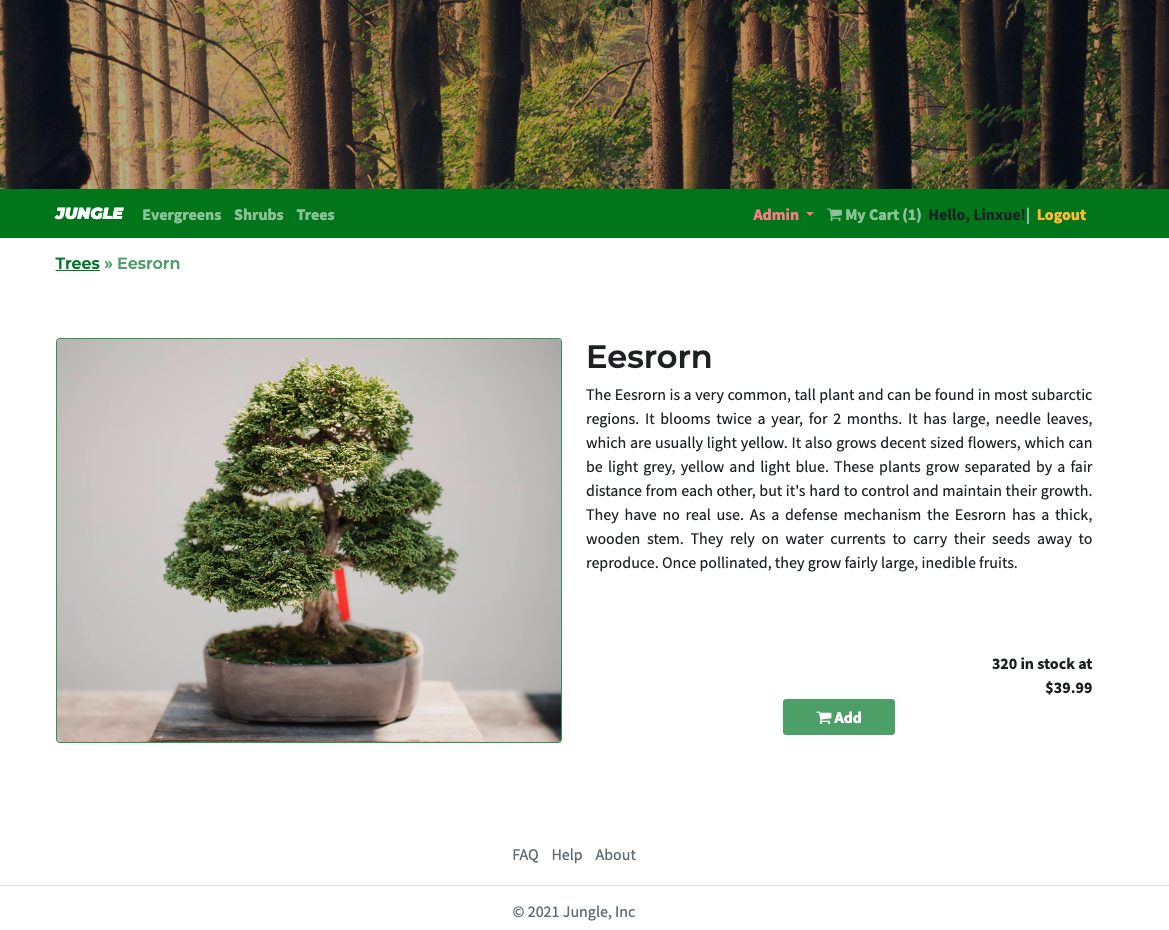 JUNGLE Evergreens Shrubs Trees Admin My Cart (1) Hello, Linxue!| Logout
Trees » Eesrorn
Eesrorn
The Eesrorn is a very common, tall plant and can be found in most subarctic
regions. It blooms twice a year, for 2 months. It has large, needle leaves,
which are usually light yellow. It also grows decent sized flowers, which can
be light grey, yellow and light blue. These plants grow separated by a fair
distance from each other, but it's hard to control and maintain their growth.
They have no real use. As a defense mechanism the Eesrorn has a thick,
wooden stem. They rely on water currents to carry their seeds away to
reproduce. Once pollinated, they grow fairly large, inedible fruits.
320 in stock at
$39.99
Add
FAQ Help About
© 2021 Jungle, Inc